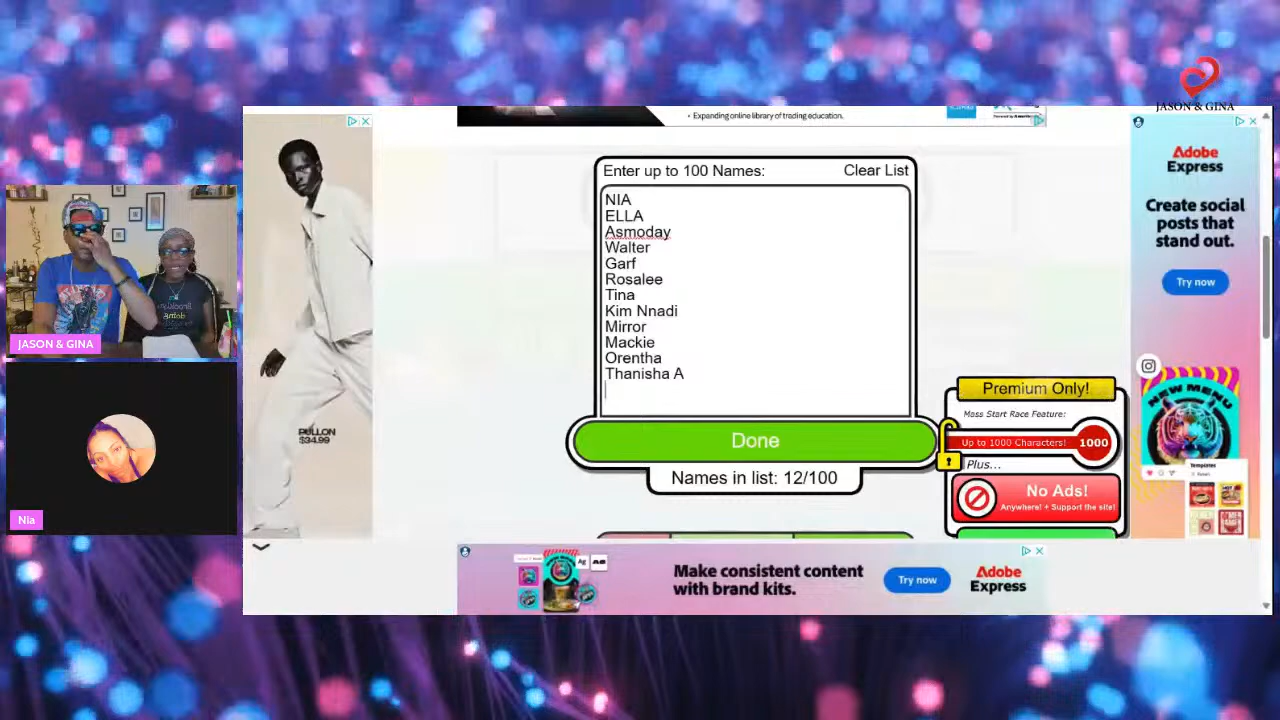 JASON & GINA
• Expanding online library of trading education.
Enter up to 100 Names:
Clear List
NIA
ELLA
Asmoday
Walter
Garf
Rosalee
Tina
Kim Nnadi
Mirror
Mackie
Orentha
Thanisha A
Done
Names in list: 12/100
Premium Only!
Mass Start Race Feature:
Up to 1000 Characters!
1000
Plus...
No Ads!
Anywhere! + Support the site!
Adobe
Express
Create social
posts that
stand out.
Try now
NEW MENU
Templates
PULLON
$34.99
JASON & GINA
Nia
Ag
Make consistent content
with brand kits.
Try now
Adobe
Express